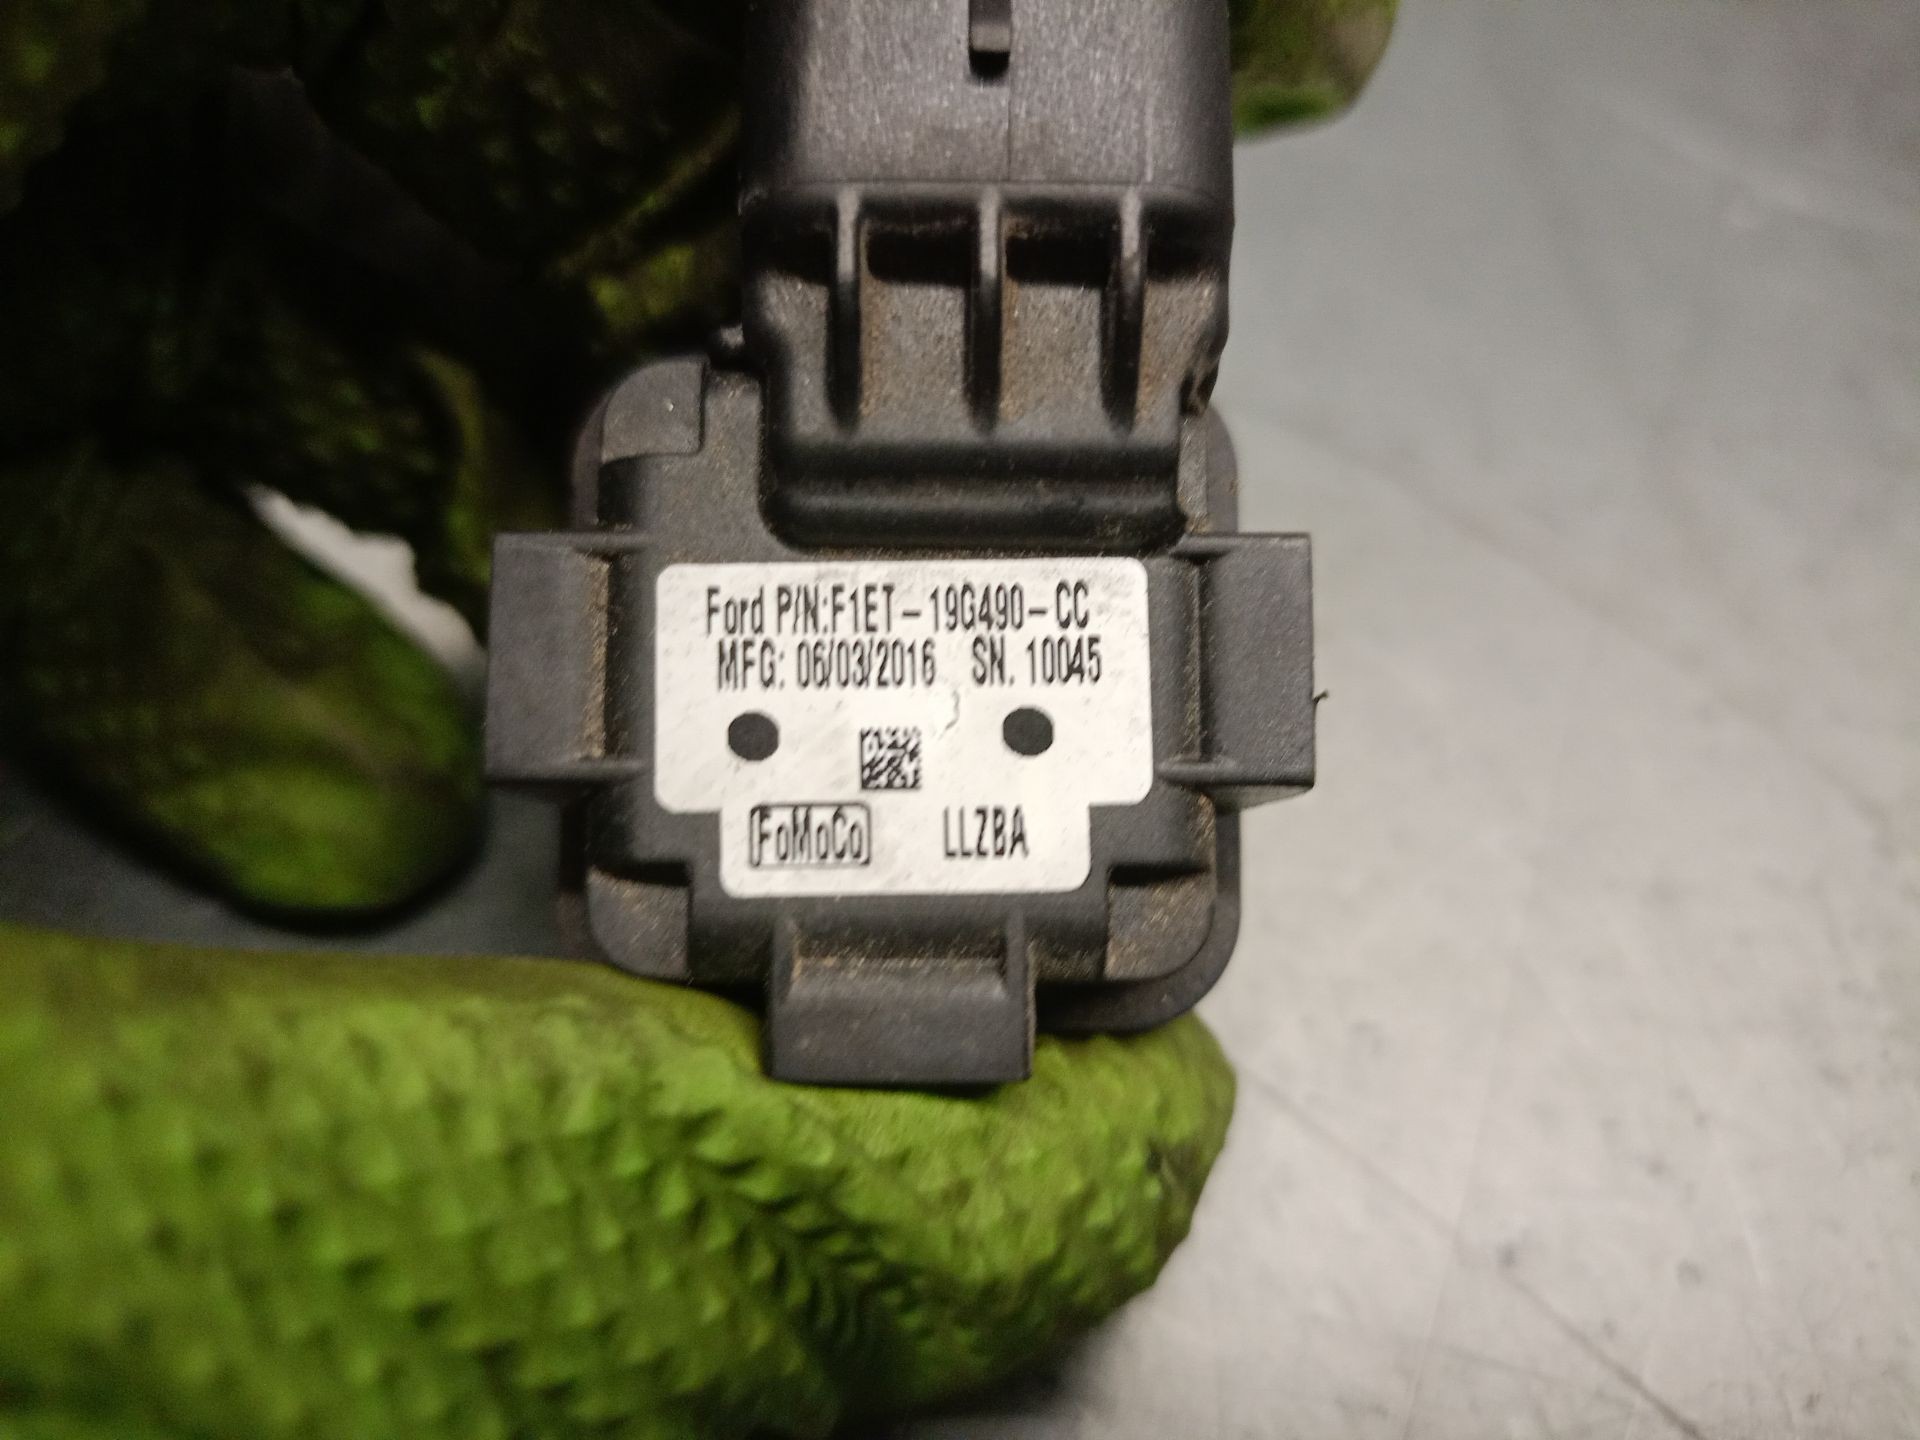 Ford P/N:F1ET-19G490-CC
MFG: 06/03/2016 SN. 10045
FoMoCo LLZBA